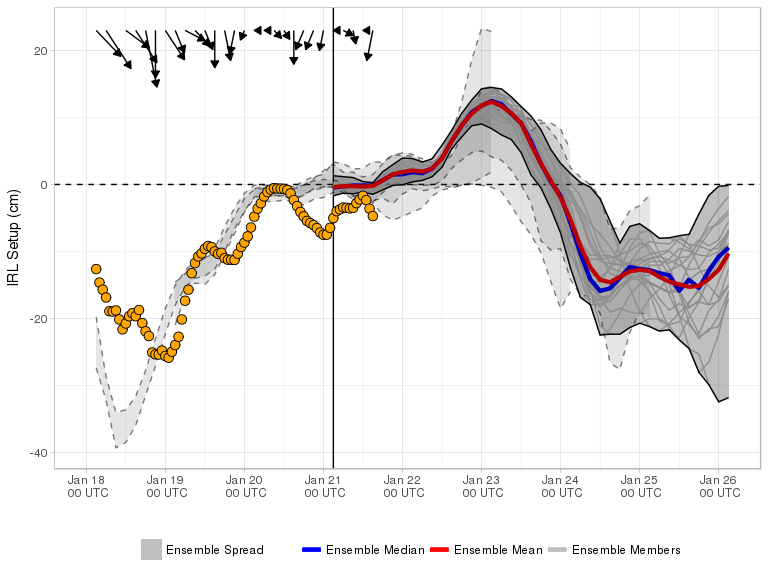 20
0
-20
-40
IRL Setup (cm)
Jan 18 Jan 19 Jan 20 Jan 21 Jan 22 Jan 23 Jan 24 Jan 25 Jan 26
00 UTC 00 UTC 00 UTC 00 UTC 00 UTC 00 UTC 00 UTC 00 UTC 00 UTC
Ensemble Spread Ensemble Median Ensemble Mean Ensemble Members